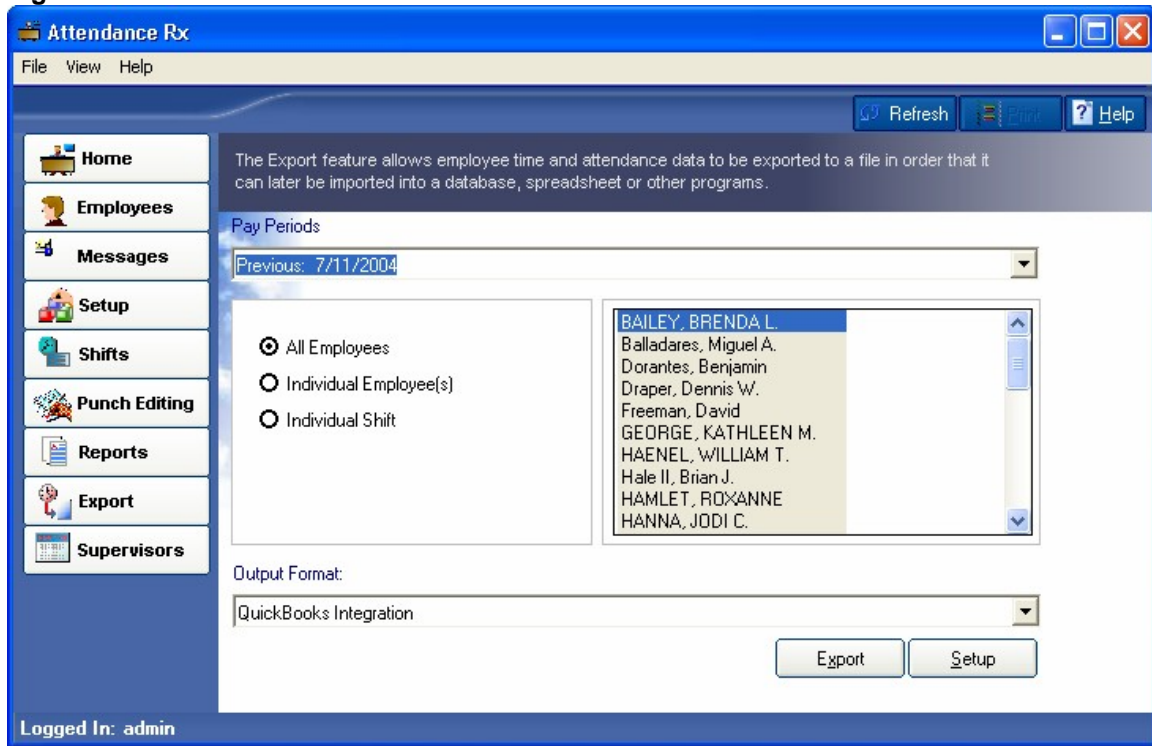 Attendance Rx
File View Help
Refresh Print Help
Home
Employees
Messages
Setup
Shifts
Punch Editing
Reports
Export
Supervisors
The Export feature allows employee time and attendance data to be exported to a file in order that it
can later be imported into a database, spreadsheet or other programs.
Pay Periods
Previous: 7/11/2004
All Employees
Individual Employee(s)
Individual Shift
BAILEY, BRENDA L.
Balladares, Miguel A.
Dorantes, Benjamin
Draper, Dennis W.
Freeman, David
GEORGE, KATHLEEN M.
HAENEL, WILLIAM T.
Hale II, Brian J.
HAMLET, ROXANNE
HANNA, JODI C.
Output Format:
QuickBooks Integration
Export Setup
Logged In: admin